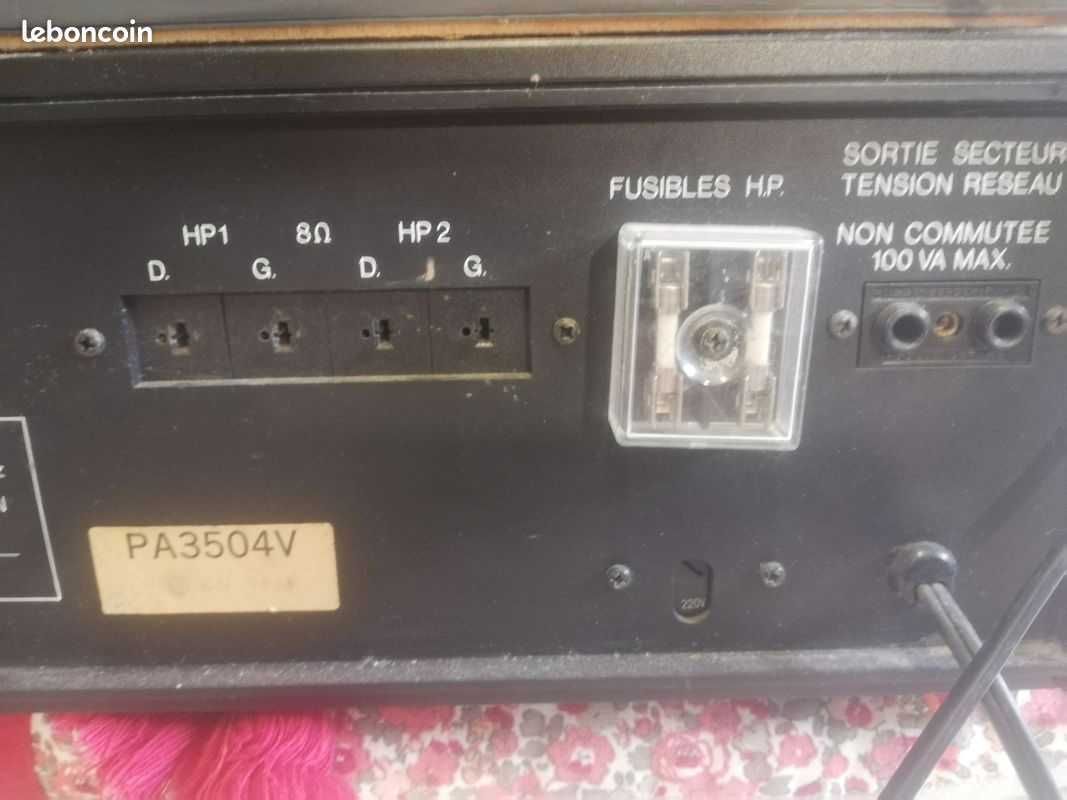 leboncoin
SORTIE SECTEUR
TENSION RESEAU
FUSIBLES H.P.
NON COMMUTEE
100 VA MAX.
HP1 8Ω HP2
D. G. D. G.
PA3504V
220V